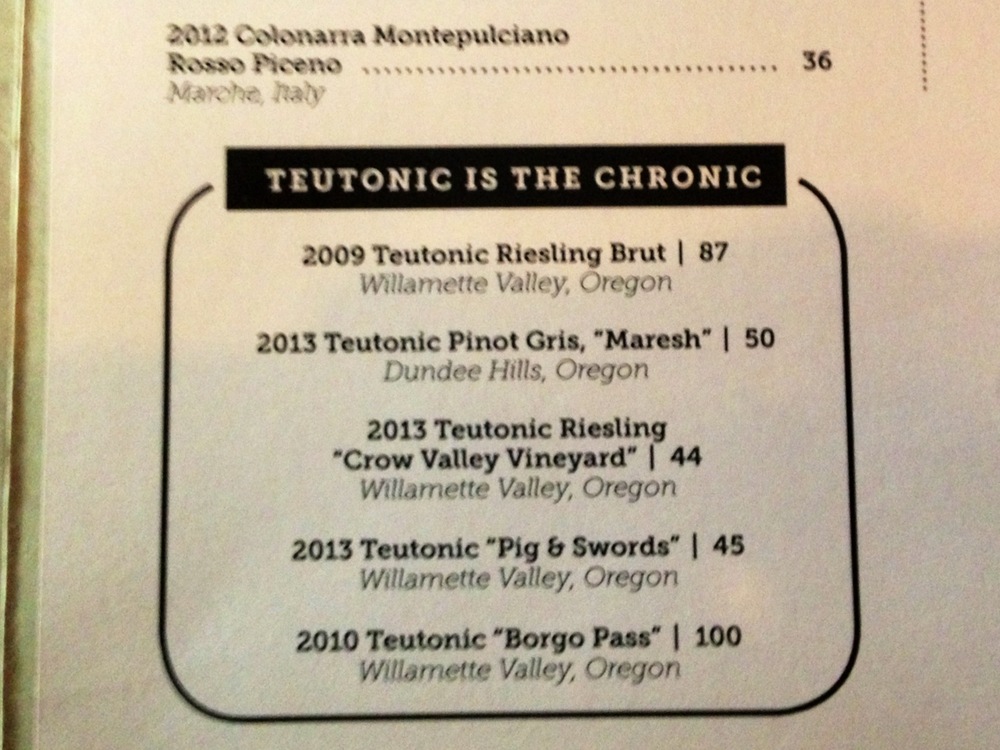 2012 Colonarra Montepulciano
Rosso Piceno ........................................ 36
Marche, Italy
TEUTONIC IS THE CHRONIC
2009 Teutonic Riesling Brut | 87
Willamette Valley, Oregon
2013 Teutonic Pinot Gris, "Maresh" | 50
Dundee Hills, Oregon
2013 Teutonic Riesling
"Crow Valley Vineyard" | 44
Willamette Valley, Oregon
2013 Teutonic "Pig & Swords" | 45
Willamette Valley, Oregon
2010 Teutonic "Borgo Pass" | 100
Willamette Valley, Oregon